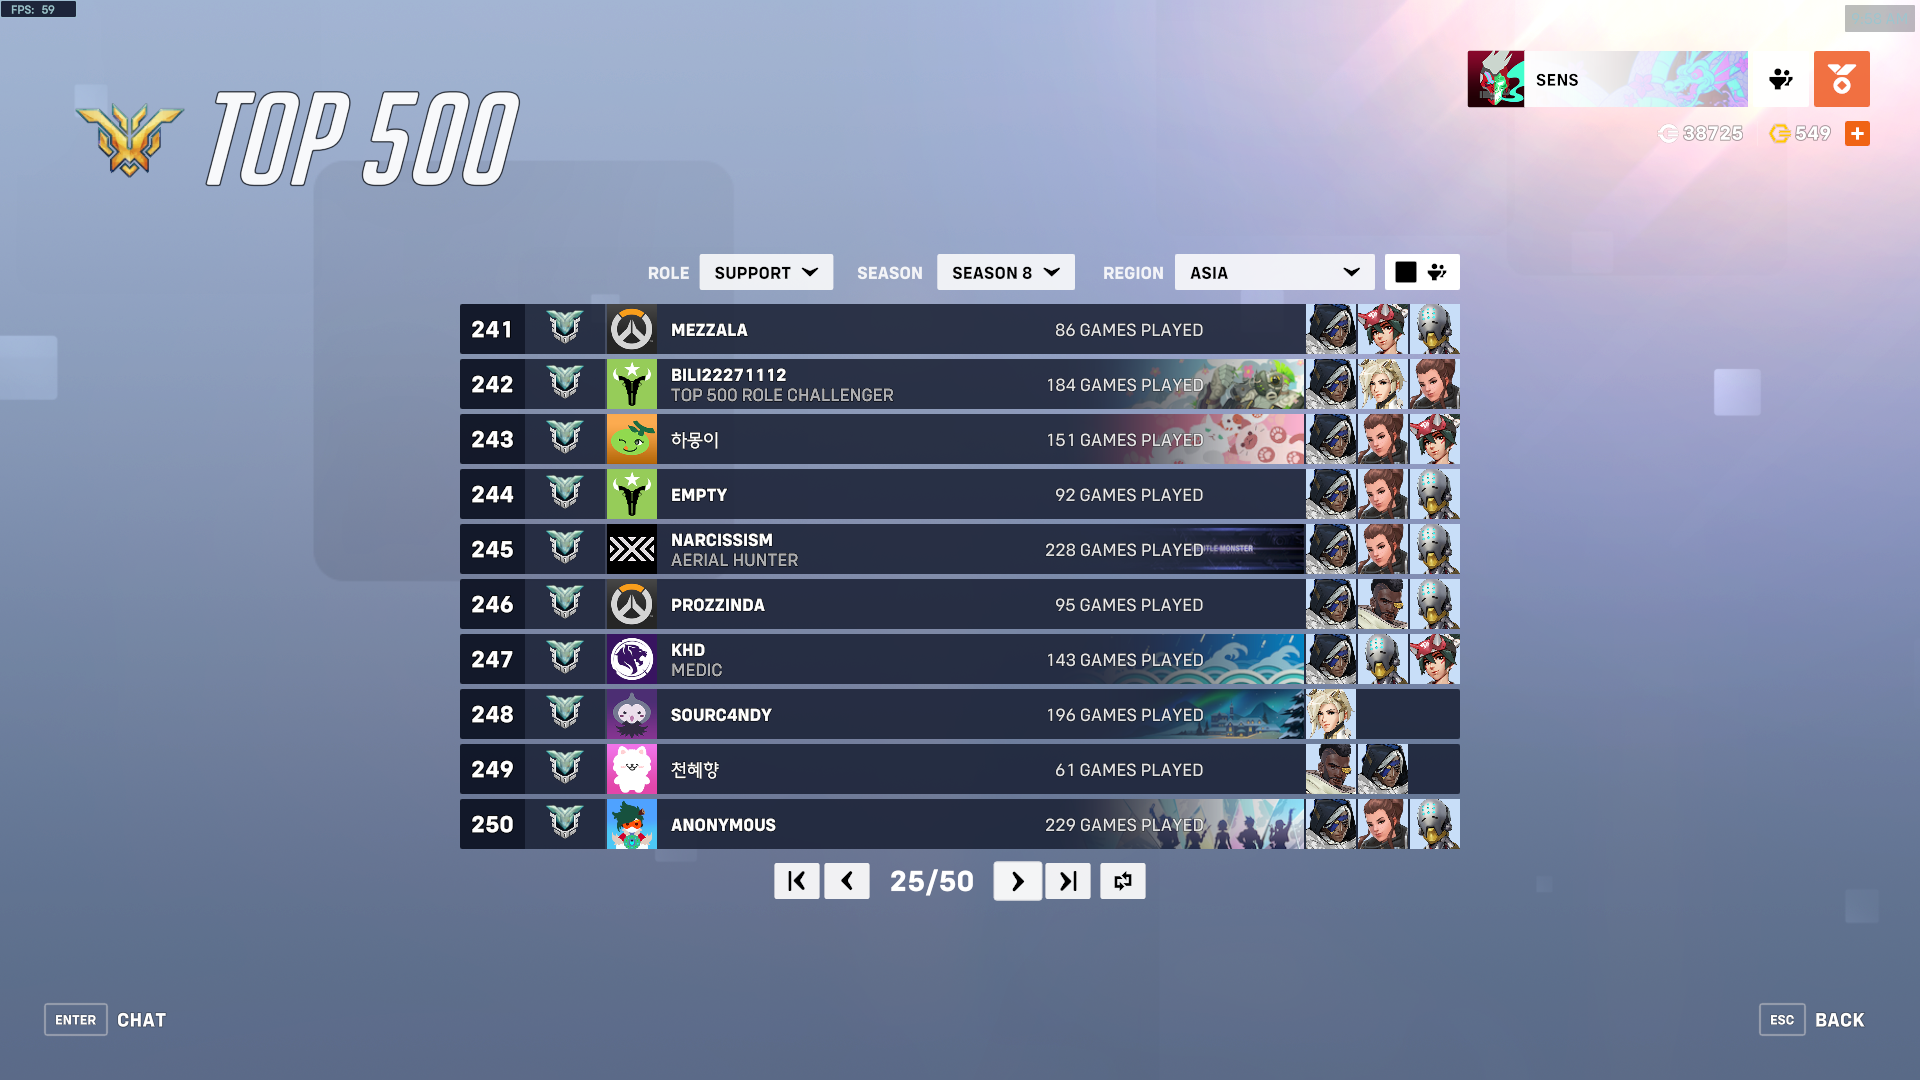 FPS: 59
SENS
38725 549
TOP 500
ROLE SUPPORT SEASON SEASON 8 REGION ASIA
241 MEZZALA 86 GAMES PLAYED
242 BILI22271112 184 GAMES PLAYED
TOP 500 ROLE CHALLENGER
243 하몽이 151 GAMES PLAYED
244 EMPTY 92 GAMES PLAYED
245 NARCISSISM 228 GAMES PLAYED
AERIAL HUNTER
246 PROZZINDA 95 GAMES PLAYED
247 KHD 143 GAMES PLAYED
MEDIC
248 SOURC4NDY 196 GAMES PLAYED
249 천혜향 61 GAMES PLAYED
250 ANONYMOUS 229 GAMES PLAYED
25/50
ENTER CHAT
ESC BACK